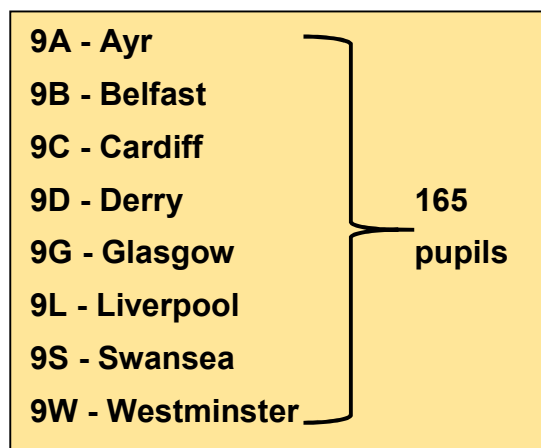 9A - Ayr
9B - Belfast
9C - Cardiff
9D - Derry
9G - Glasgow
9L - Liverpool
9S - Swansea
9W - Westminster
165
pupils